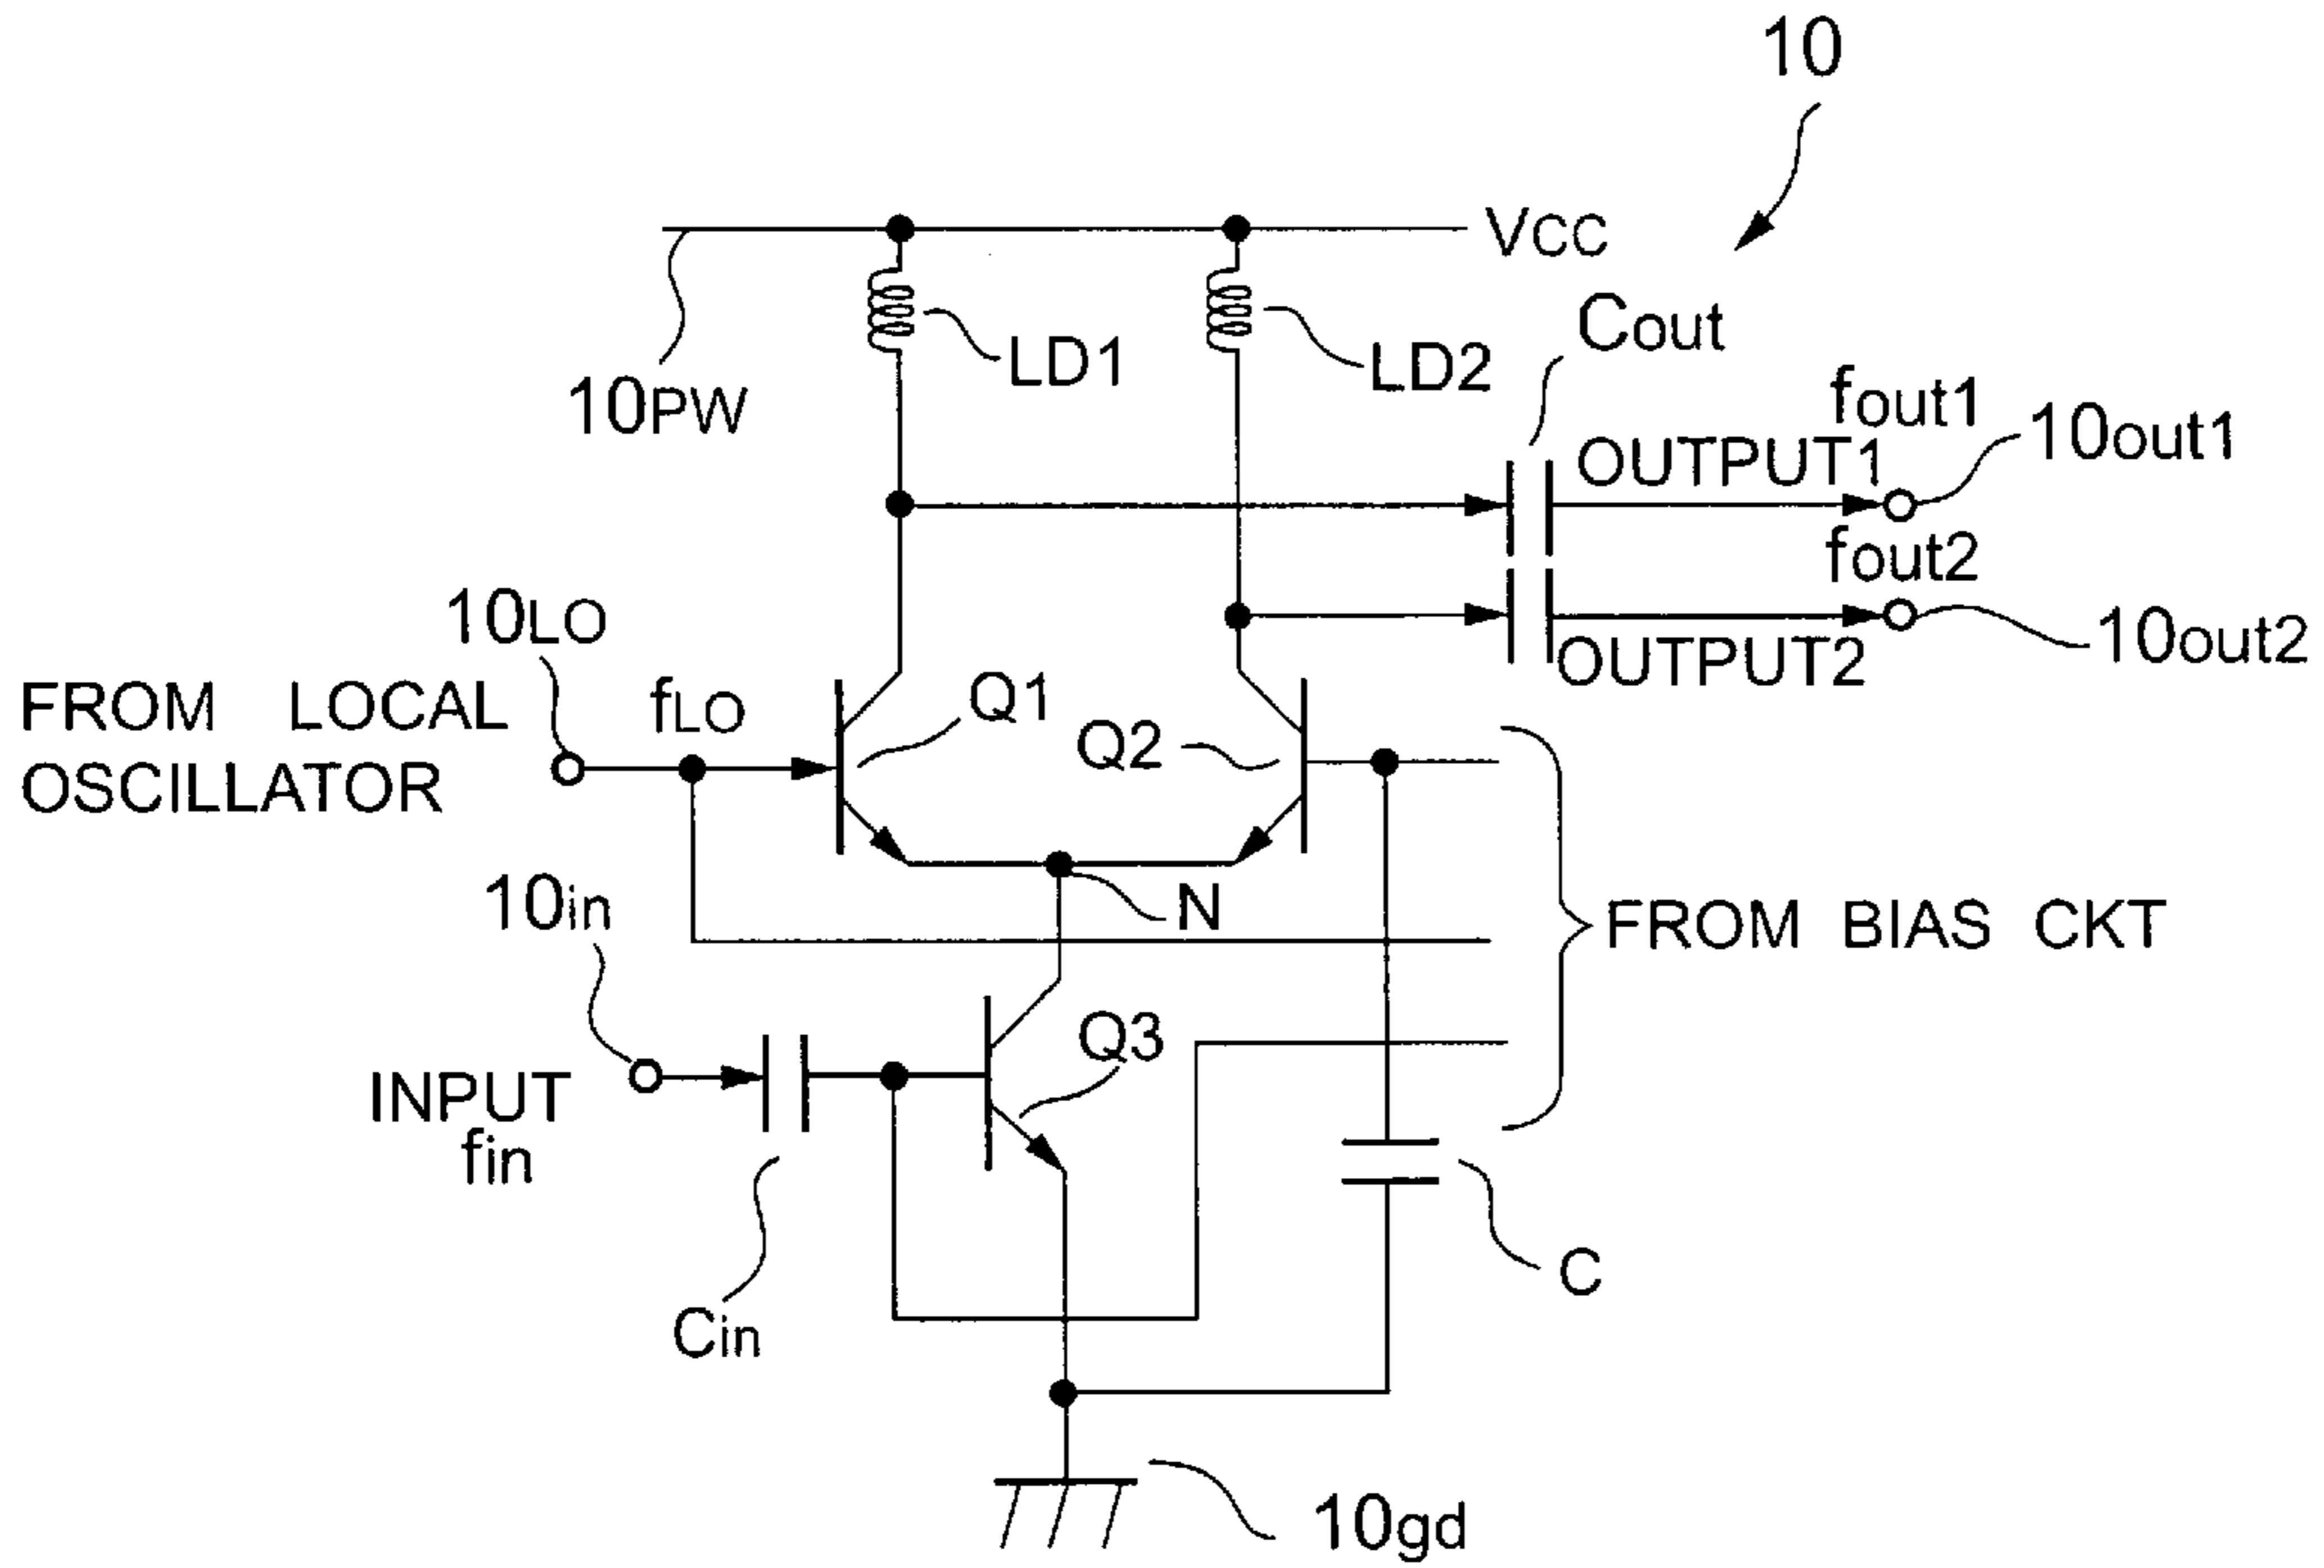 10
VCC
Cout
LD1
LD2
10PW
fout1
10out1
OUTPUT1
fout2
10LO
10out2
OUTPUT2
FROM LOCAL
OSCILLATOR
fLO
Q1
Q2
10in
N
FROM BIAS CKT
Q3
INPUT
fin
C
Cin
10gd